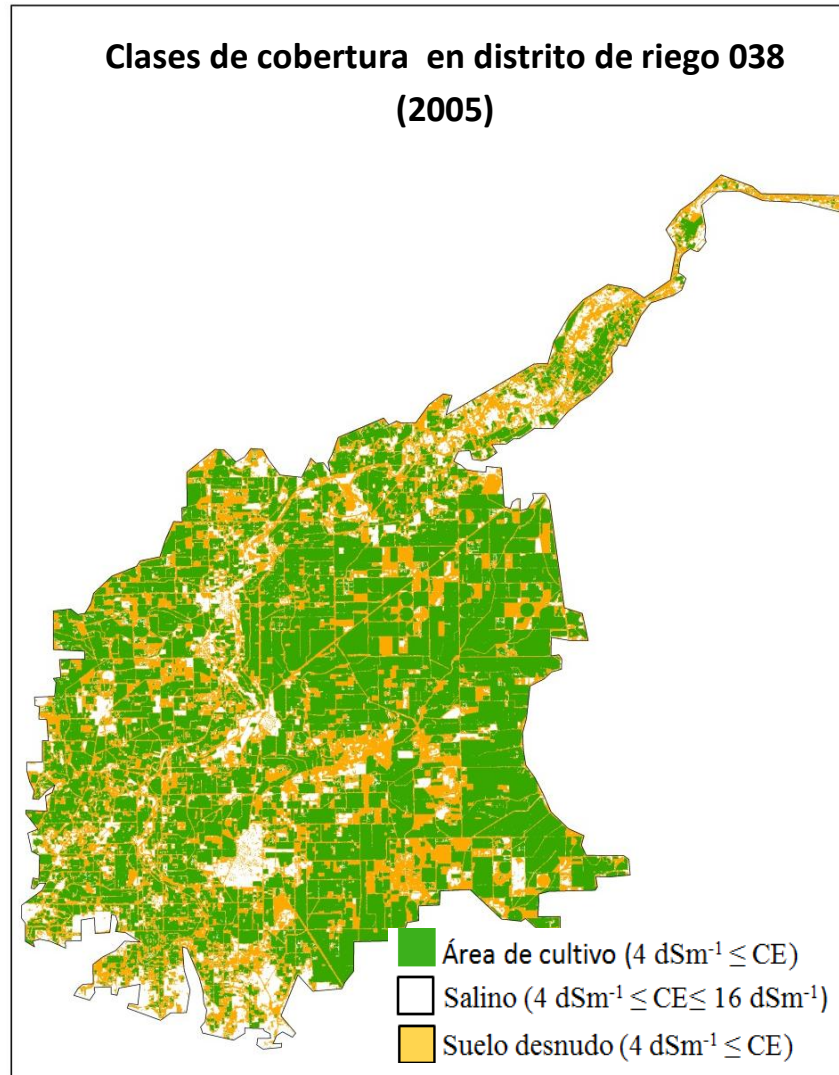 Clases de cobertura en distrito de riego 038
(2005)
Área de cultivo (4 dSm⁻¹ ≤ CE)
Salino (4 dSm⁻¹ ≤ CE≤ 16 dSm⁻¹)
Suelo desnudo (4 dSm⁻¹ ≤ CE)